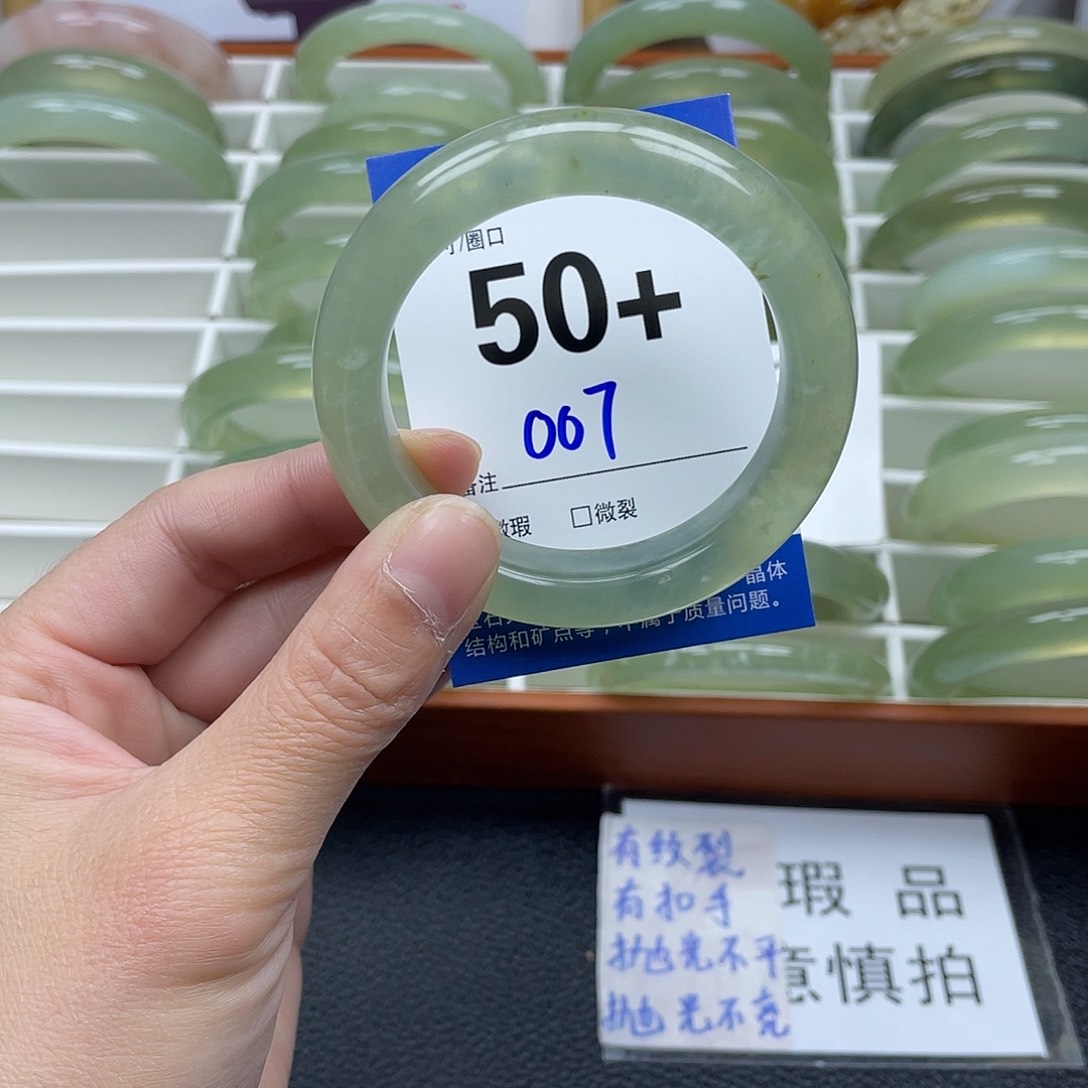 /圈口
50+
007
备注
微瑕 □微裂
晶体
结构和矿点等，不属于质量问题。
有纹裂
有扣手
抛光不平
抛光不亮
瑕 品
意慎拍